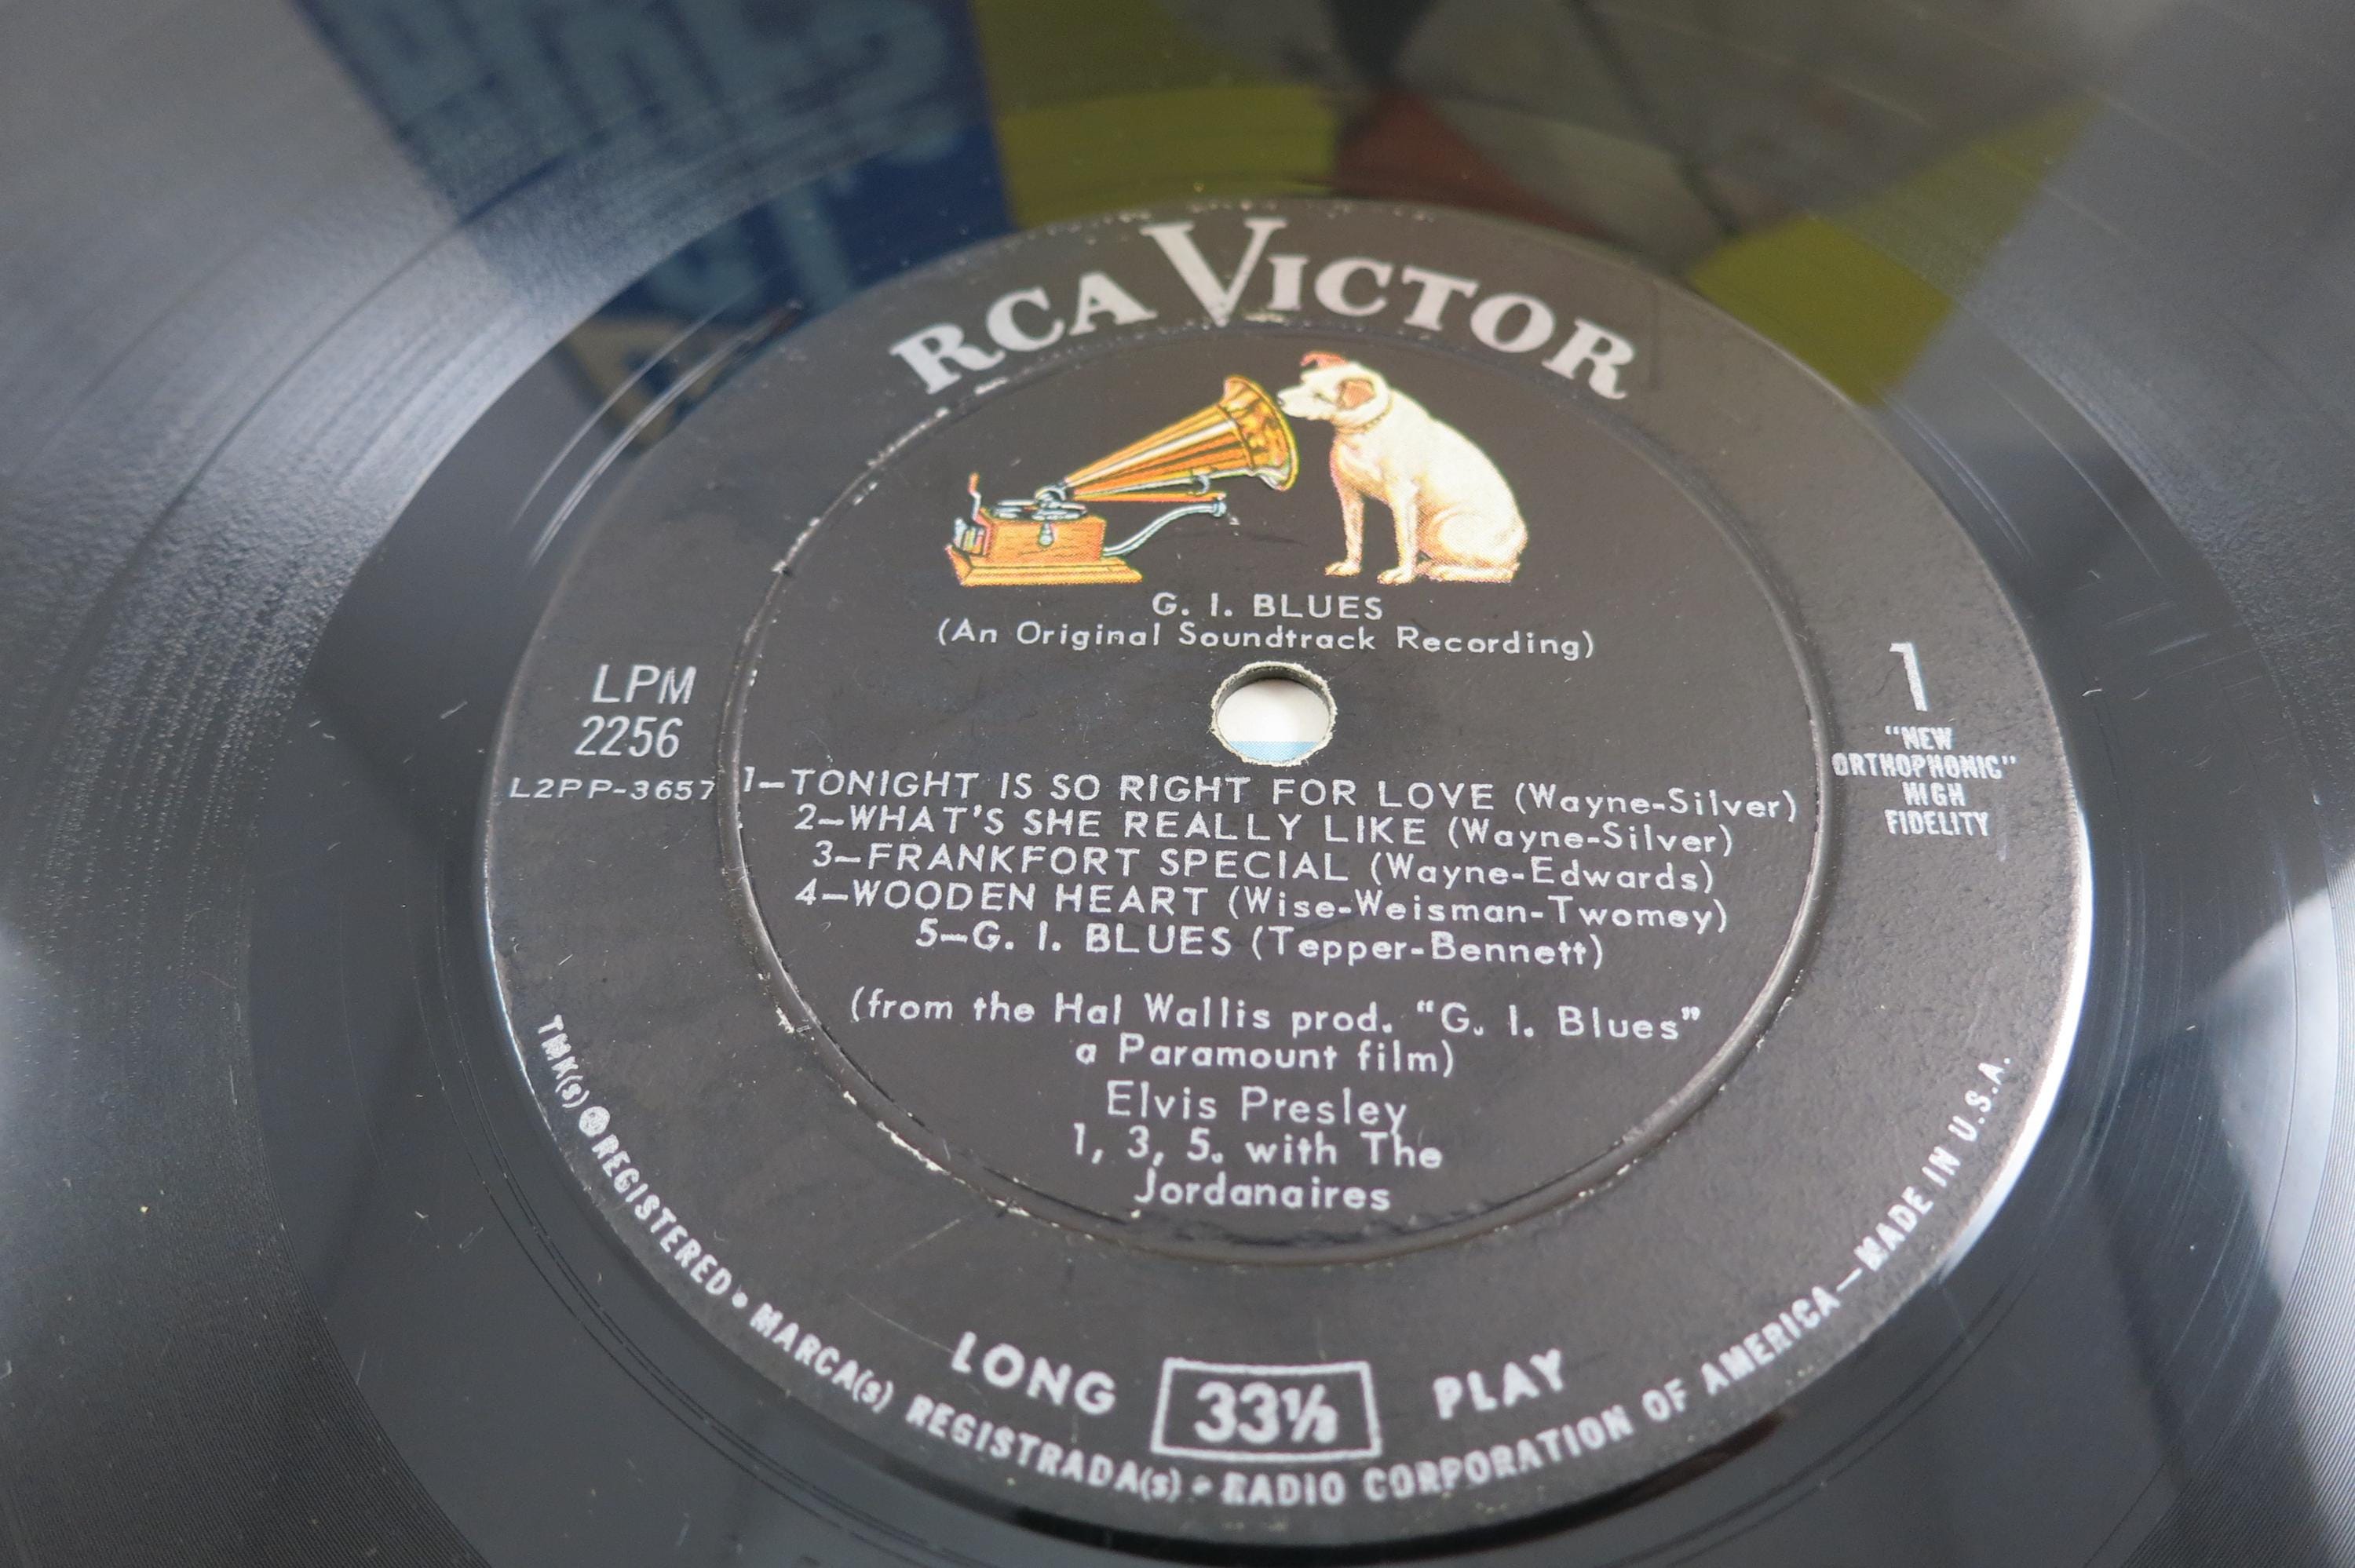 RCA VICTOR
G. I. BLUES
(An Original Soundtrack Recording)
LPM
2256
L2PP-3657
1
"NEW
ORTHOPHONIC"
HIGH
FIDELITY
1—TONIGHT IS SO RIGHT FOR LOVE (Wayne-Silver)
2—WHAT'S SHE REALLY LIKE (Wayne-Silver)
3—FRANKFORT SPECIAL (Wayne-Edwards)
4—WOODEN HEART (Wise-Weisman-Twomey)
5—G. I. BLUES (Tepper-Bennett)
(from the Hal Wallis prod. "G. I. Blues"
a Paramount film)
Elvis Presley
1, 3, 5. with The
Jordanaires
LONG 33⅓ PLAY
TMK(s) ® REGISTERED • MARCA(s) REGISTRADA(s) • RADIO CORPORATION OF AMERICA—MADE IN U.S.A.